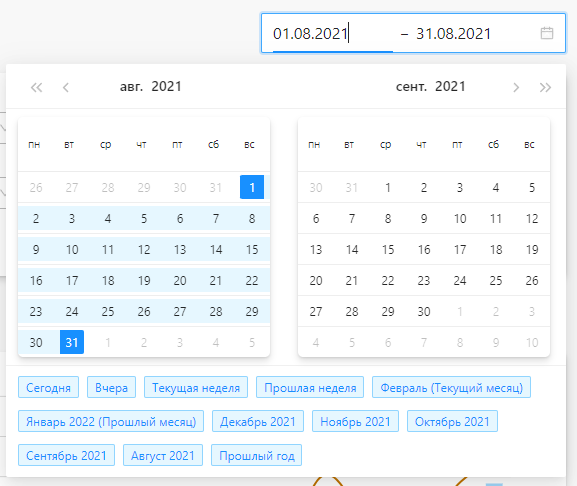 01.08.2021 – 31.08.2021
авг. 2021 сент. 2021
пн вт ср чт пт сб вс пн вт ср чт пт сб вс
26 27 28 29 30 31 1 30 31 1 2 3 4 5
2 3 4 5 6 7 8 6 7 8 9 10 11 12
9 10 11 12 13 14 15 13 14 15 16 17 18 19
16 17 18 19 20 21 22 20 21 22 23 24 25 26
23 24 25 26 27 28 29 27 28 29 30 1 2 3
30 31 1 2 3 4 5 4 5 6 7 8 9 10
Сегодня Вчера Текущая неделя Прошлая неделя Февраль (Текущий месяц)
Январь 2022 (Прошлый месяц) Декабрь 2021 Ноябрь 2021 Октябрь 2021
Сентябрь 2021 Август 2021 Прошлый год